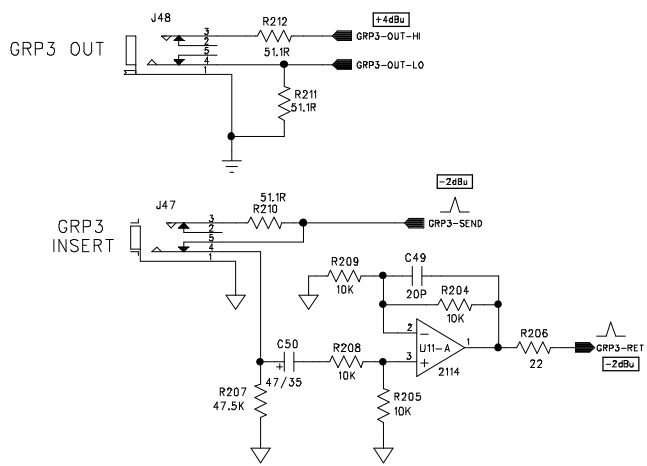 J48
GRP3 OUT
3
2
5
4
1
R212
51.1R
+4dBu
GRP3-OUT-HI
GRP3-OUT-LO
R211
51.1R
J47
GRP3
INSERT
3
2
5
4
1
51.1R
R210
-2dBu
GRP3-SEND
R209
10K
C49
20P
R204
10K
2
-
U11-A
1
3
+
2114
R206
22
GRP3-RET
-2dBu
C50
+
47/35
R208
10K
R207
47.5K
R205
10K